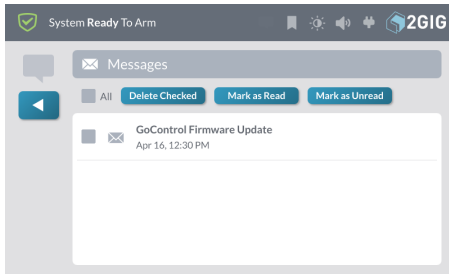 System Ready To Arm
2GIG
Messages
All Delete Checked Mark as Read Mark as Unread
GoControl Firmware Update
Apr 16, 12:30 PM